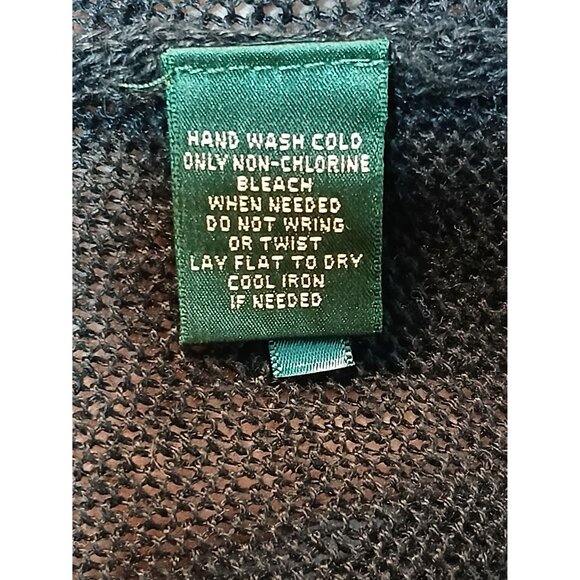 HAND WASH COLD
ONLY NON-CHLORINE
BLEACH
WHEN NEEDED
DO NOT WRING
OR TWIST
LAY FLAT TO DRY
COOL IRON
IF NEEDED